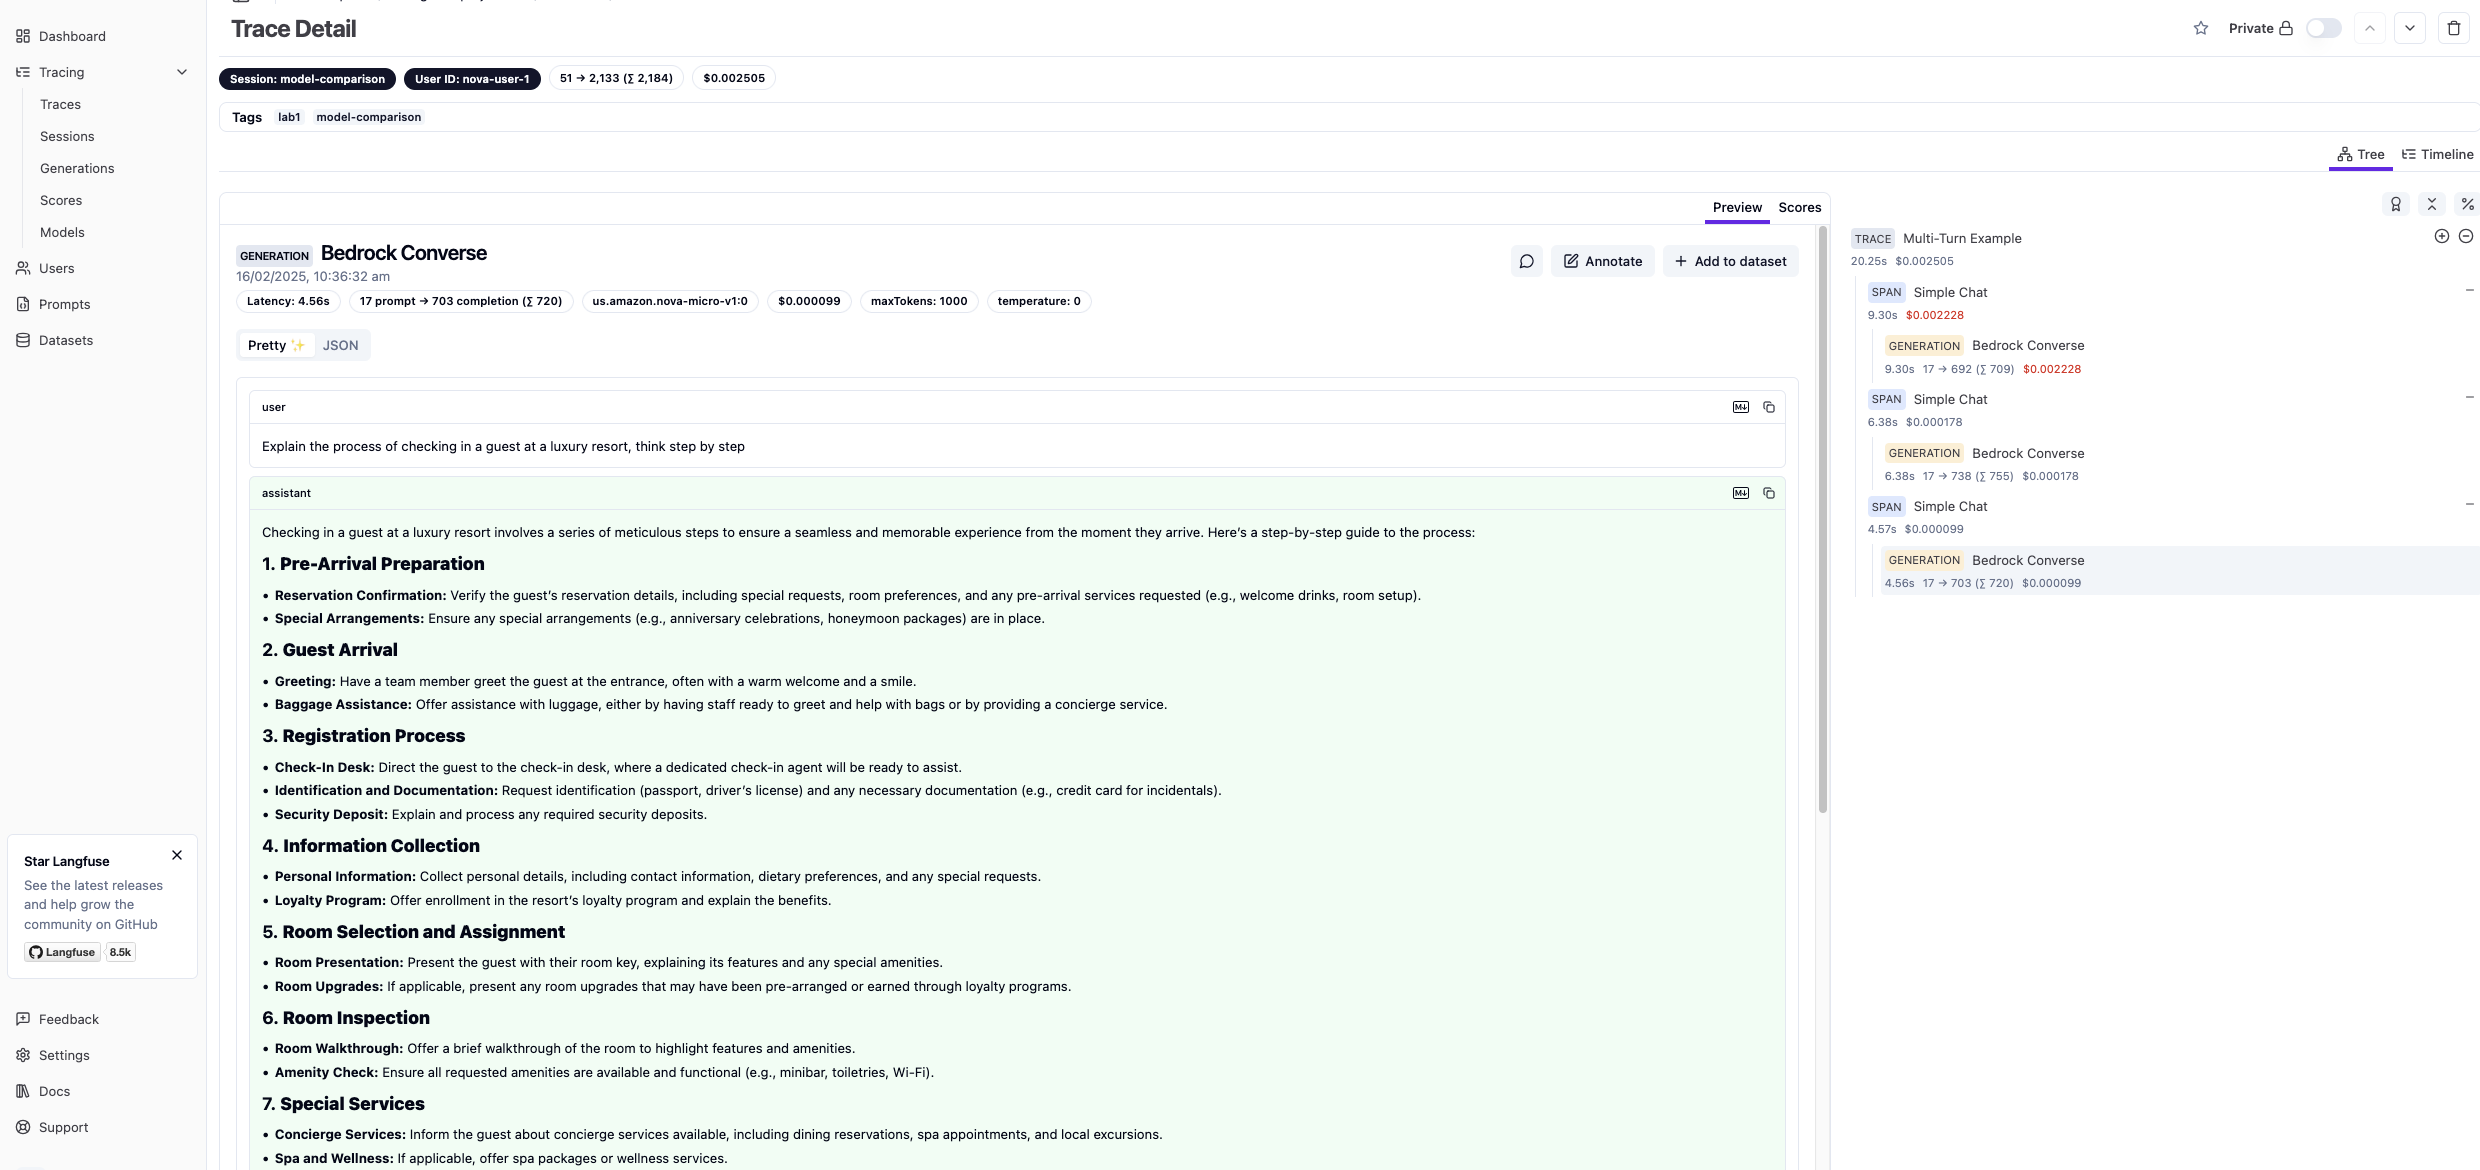 Dashboard
Tracing
Traces
Sessions
Generations
Scores
Models
Users
Prompts
Datasets
Star Langfuse
See the latest releases
and help grow the
community on GitHub
Langfuse 8.5k
Feedback
Settings
Docs
Support
Trace Detail
Private
Session: model-comparison User ID: nova-user-1 51 → 2,133 (∑ 2,184) $0.002505
Tags lab1 model-comparison
Tree Timeline
Preview Scores
GENERATION Bedrock Converse
16/02/2025, 10:36:32 am
Annotate + Add to dataset
Latency: 4.56s 17 prompt → 703 completion (∑ 720) us.amazon.nova-micro-v1:0 $0.000099 maxTokens: 1000 temperature: 0
Pretty ✨ JSON
user
Explain the process of checking in a guest at a luxury resort, think step by step
assistant
Checking in a guest at a luxury resort involves a series of meticulous steps to ensure a seamless and memorable experience from the moment they arrive. Here's a step-by-step guide to the process:
1. Pre-Arrival Preparation
• Reservation Confirmation: Verify the guest's reservation details, including special requests, room preferences, and any pre-arrival services requested (e.g., welcome drinks, room setup).
• Special Arrangements: Ensure any special arrangements (e.g., anniversary celebrations, honeymoon packages) are in place.
2. Guest Arrival
• Greeting: Have a team member greet the guest at the entrance, often with a warm welcome and a smile.
• Baggage Assistance: Offer assistance with luggage, either by having staff ready to greet and help with bags or by providing a concierge service.
3. Registration Process
• Check-In Desk: Direct the guest to the check-in desk, where a dedicated check-in agent will be ready to assist.
• Identification and Documentation: Request identification (passport, driver's license) and any necessary documentation (e.g., credit card for incidentals).
• Security Deposit: Explain and process any required security deposits.
4. Information Collection
• Personal Information: Collect personal details, including contact information, dietary preferences, and any special requests.
• Loyalty Program: Offer enrollment in the resort's loyalty program and explain the benefits.
5. Room Selection and Assignment
• Room Presentation: Present the guest with their room key, explaining its features and any special amenities.
• Room Upgrades: If applicable, present any room upgrades that may have been pre-arranged or earned through loyalty programs.
6. Room Inspection
• Room Walkthrough: Offer a brief walkthrough of the room to highlight features and amenities.
• Amenity Check: Ensure all requested amenities are available and functional (e.g., minibar, toiletries, Wi-Fi).
7. Special Services
• Concierge Services: Inform the guest about concierge services available, including dining reservations, spa appointments, and local excursions.
• Spa and Wellness: If applicable, offer spa packages or wellness services.
TRACE Multi-Turn Example
20.25s $0.002505
SPAN Simple Chat
9.30s $0.002228
GENERATION Bedrock Converse
9.30s 17 → 692 (∑ 709) $0.002228
SPAN Simple Chat
6.38s $0.000178
GENERATION Bedrock Converse
6.38s 17 → 738 (∑ 755) $0.000178
SPAN Simple Chat
4.57s $0.000099
GENERATION Bedrock Converse
4.56s 17 → 703 (∑ 720) $0.000099